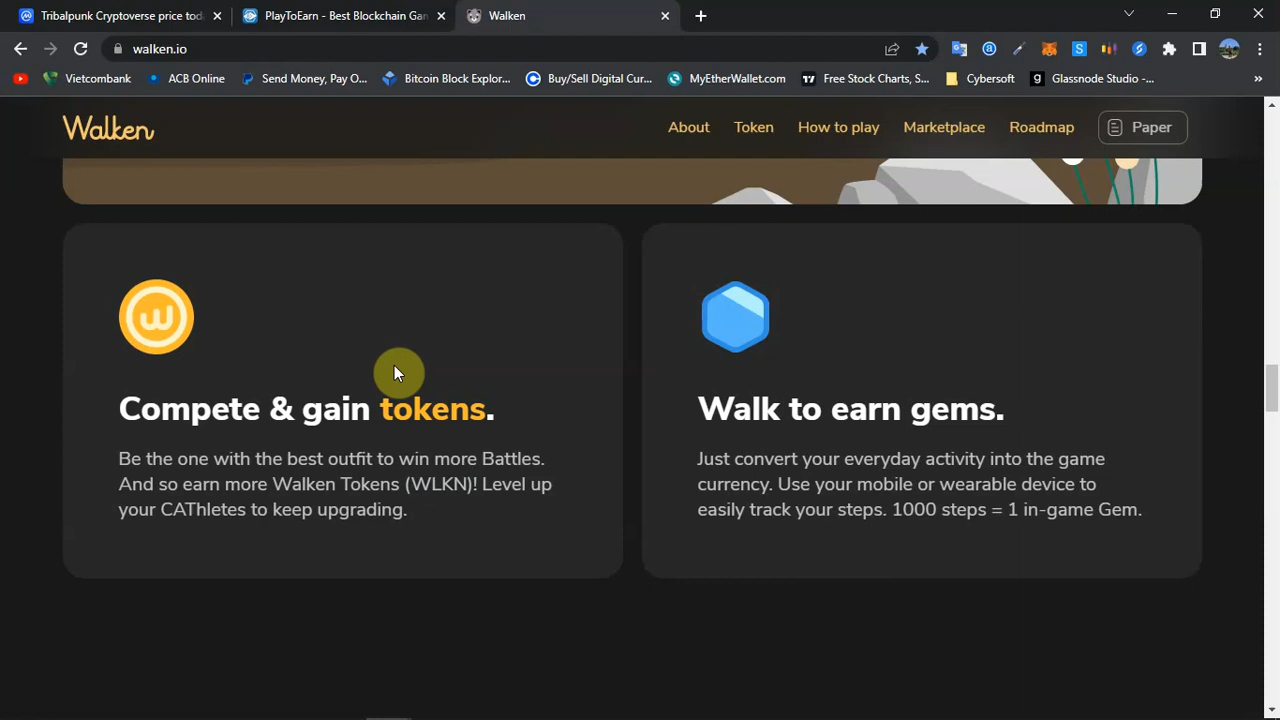 Tribalpunk Cryptoverse price tod
PlayToEarn - Best Blockchain Gan
Walken
walken.io
Vietcombank
ACB Online
Send Money, Pay O...
Bitcoin Block Explor...
Buy/Sell Digital Cur...
MyEtterWallet.com
Free Stock Charts, S...
Cybersoft
Glassnode Studio -...
»
Walken
About
Token
How to play
Marketplace
Roadmap
Paper
W
Compete & gain tokens.
Be the one with the best outfit to win more Battles.
And so earn more Walken Tokens (WLKN)! Level up
your CAThletes to keep upgrading.
Walk to earn gems.
Just convert your everyday activity into the game
currency. Use your mobile or wearable device to
easily track your steps. 1000 steps = 1 in-game Gem.